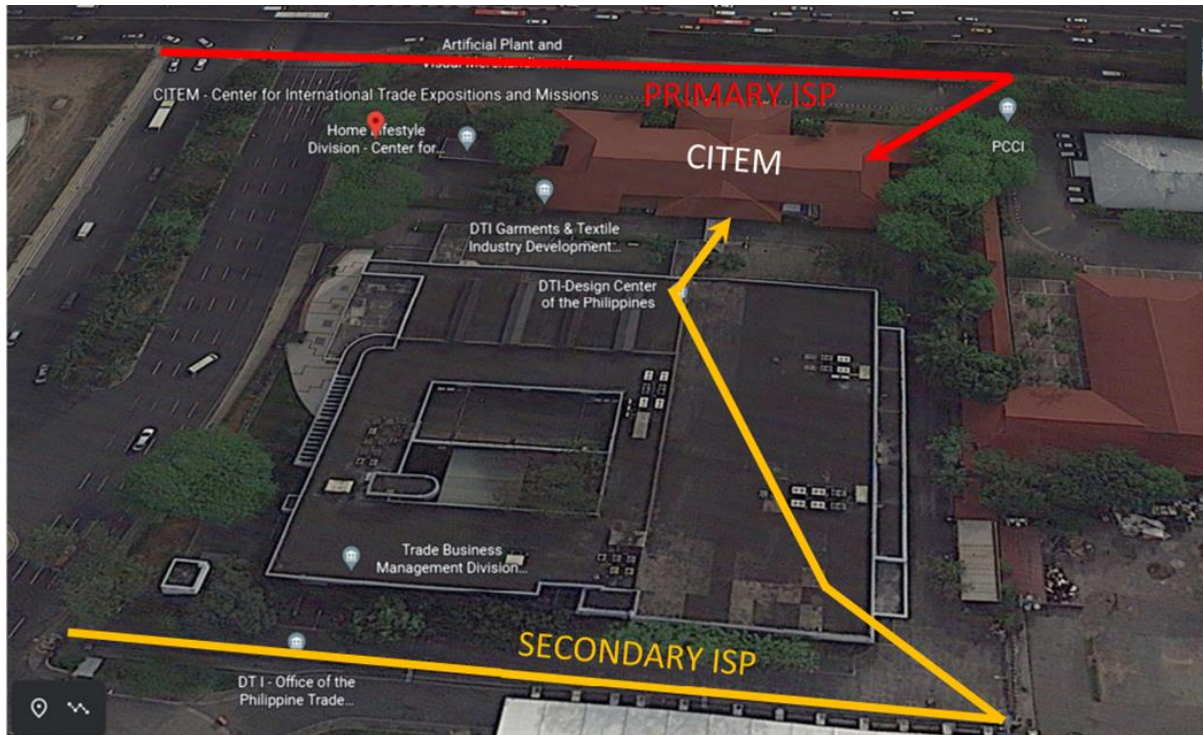 Artificial Plant and
CITEM - Center for International Trade Expositions and Missions
PRIMARY ISP
Home Lifestyle
Division - Center for...
CITEM
PCCI
DTI Garments & Textile
Industry Development...
DTI-Design Center
of the Philippines
Trade Business
Management Division...
SECONDARY ISP
DT I - Office of the
Philippine Trade...